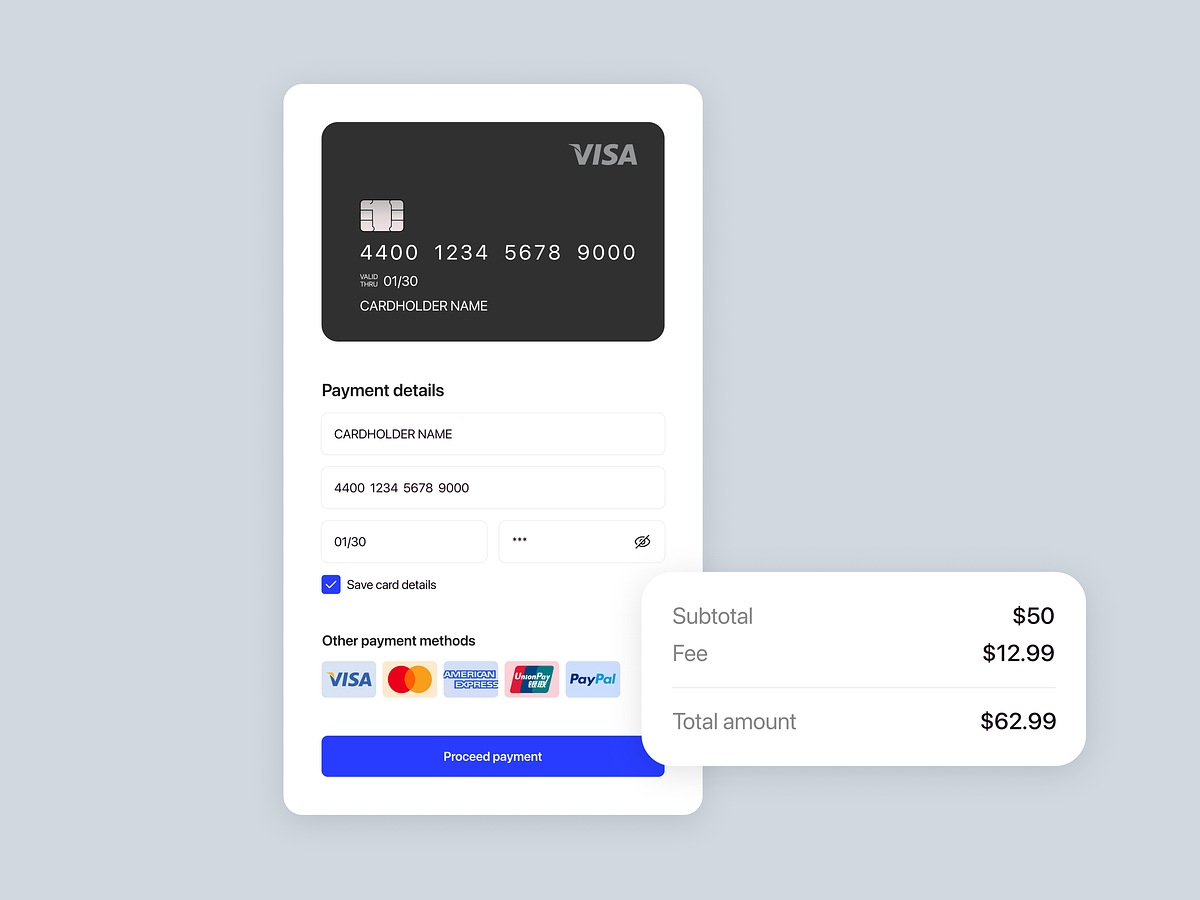 VISA
4400 1234 5678 9000
VALID
THRU 01/30
CARDHOLDER NAME
Payment details
CARDHOLDER NAME
4400 1234 5678 9000
01/30 ***
Save card details
Other payment methods
VISA
AMERICAN
EXPRESS
UnionPay
银联
PayPal
Proceed payment
Subtotal $50
Fee $12.99
Total amount $62.99